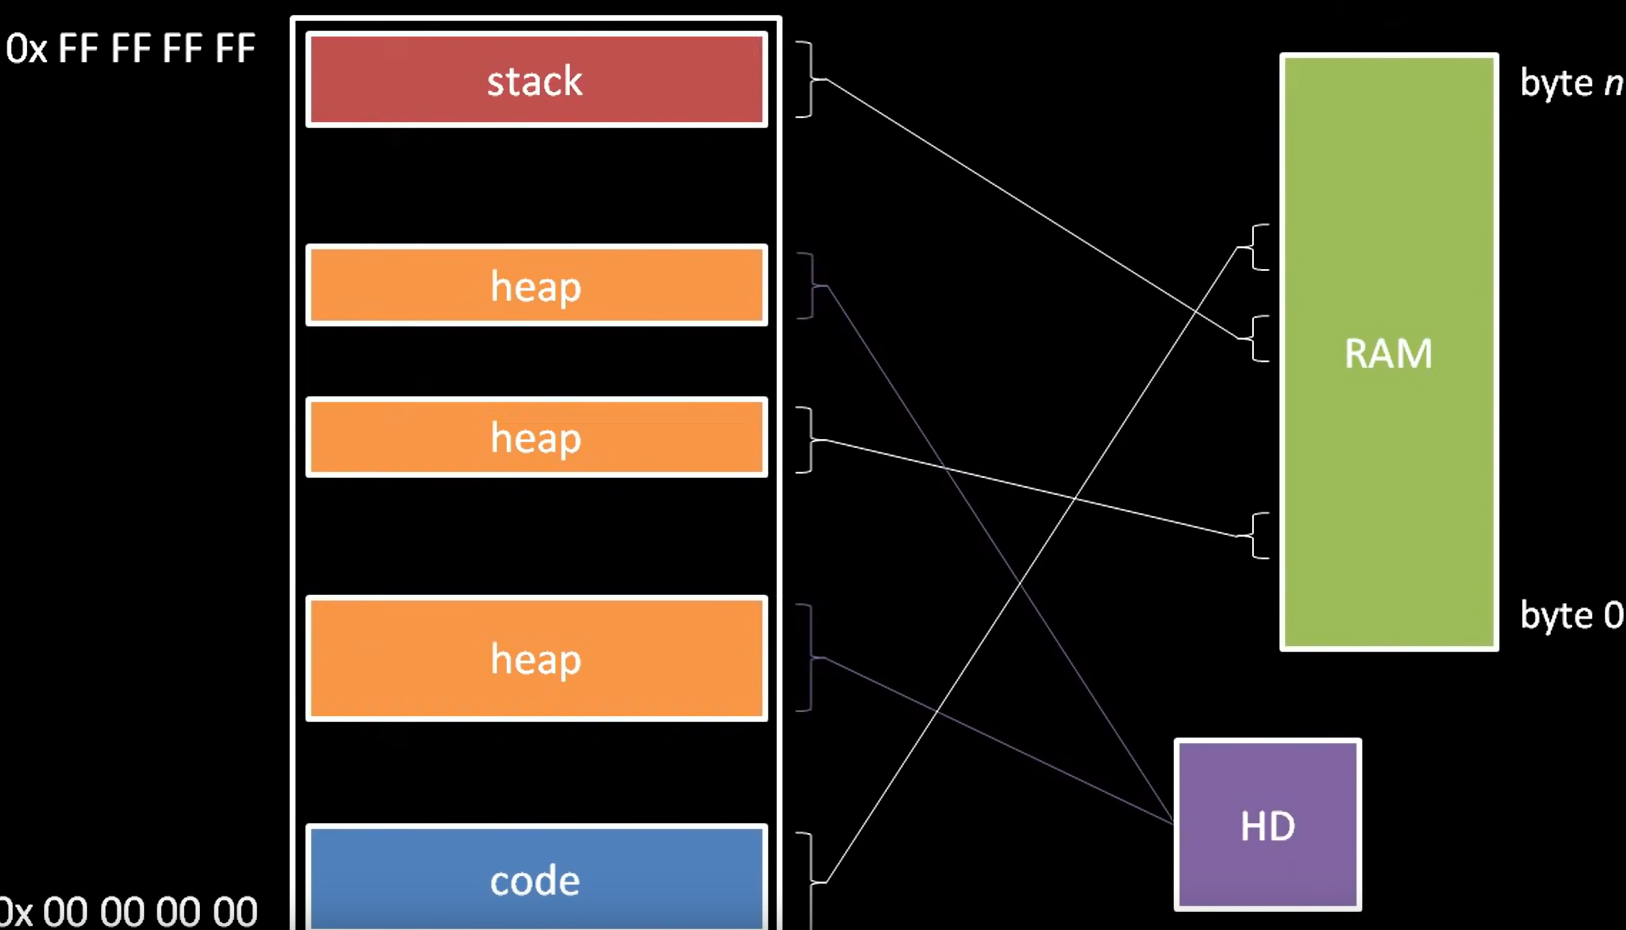 0x FF FF FF FF
stack
byte n
heap
RAM
heap
byte 0
heap
HD
code
0x 00 00 00 00